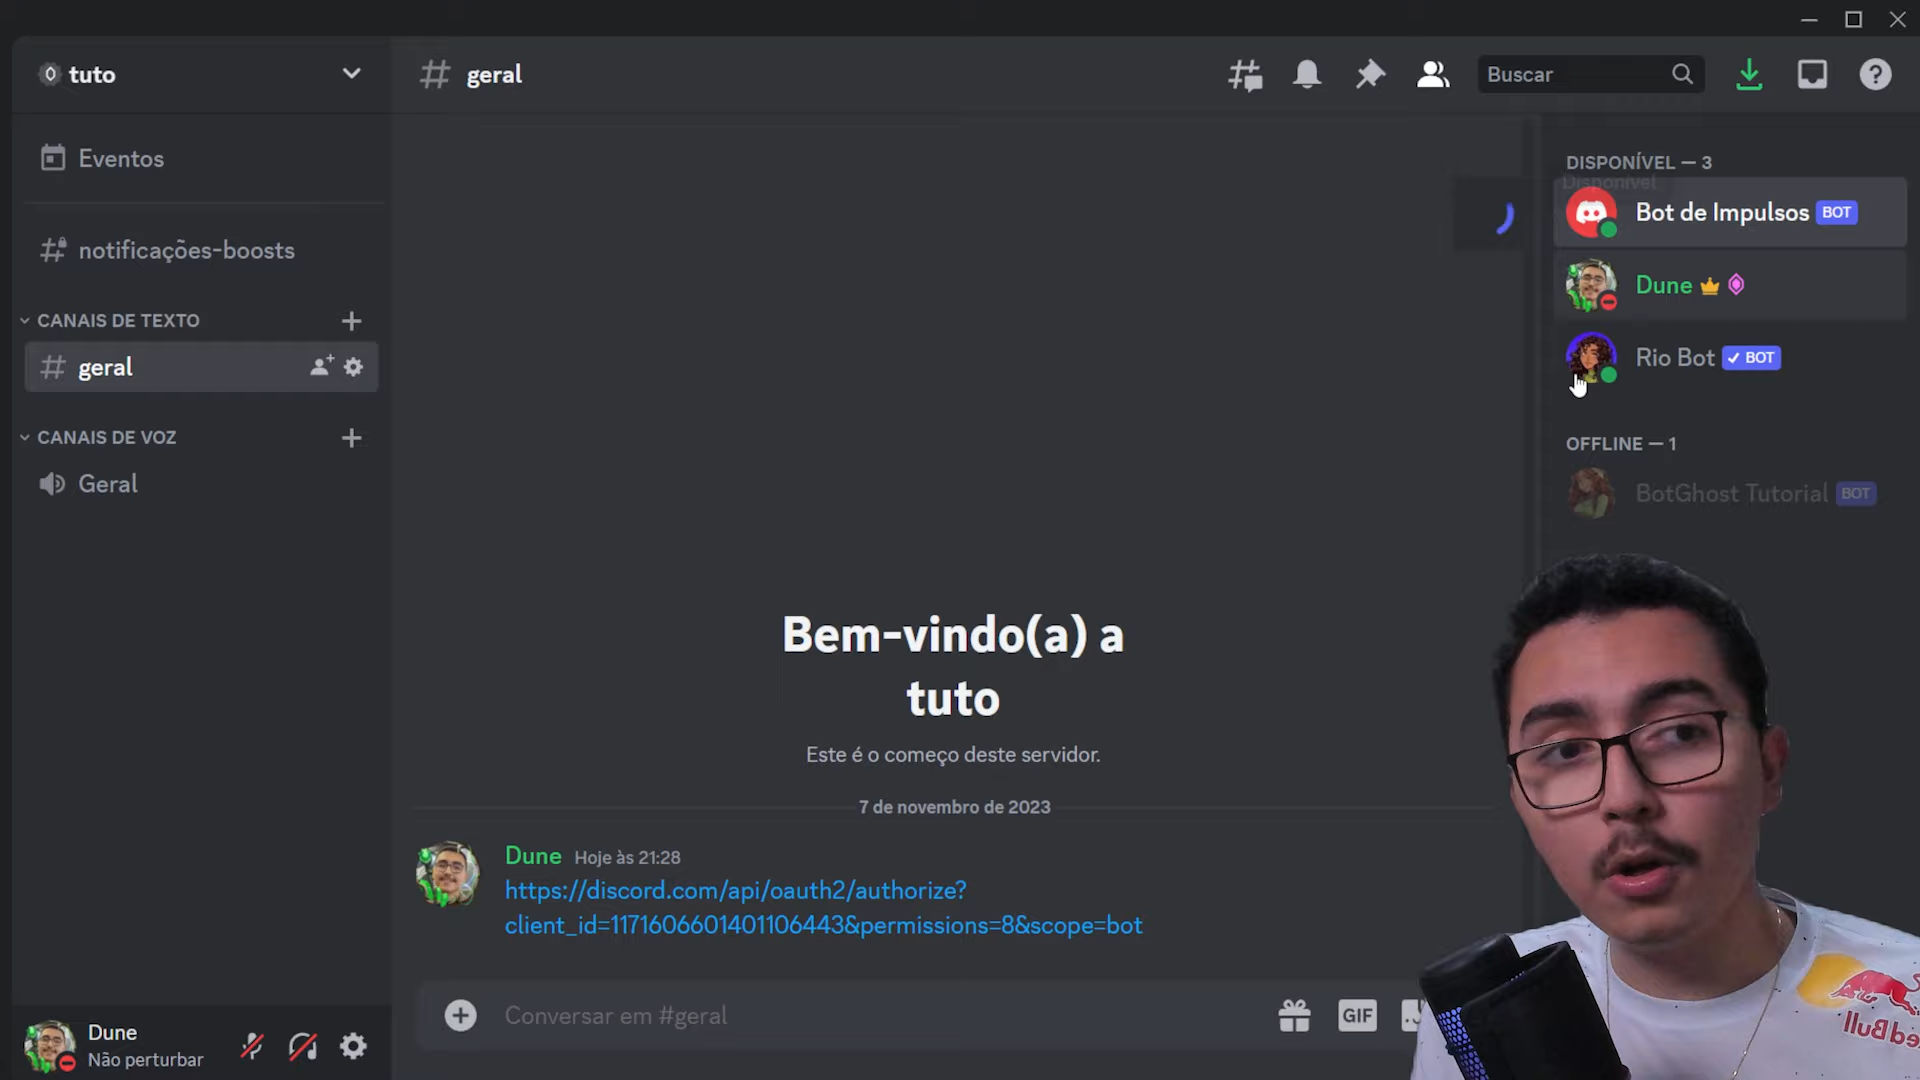 tuto
Eventos
notificações-boosts
CANAIS DE TEXTO
geral
CANAIS DE VOZ
Geral
Dune
Não perturbar
geral
Buscar
Bem-vindo(a) a
tuto
Este é o começo deste servidor.
7 de novembro de 2023
Dune Hoje às 21:28
https://discord.com/api/oauth2/authorize?
client_id=1171606601401106443&permissions=8&scope=bot
Conversar em #geral
GIF
DISPONÍVEL — 3
Disponível
Bot de Impulsos BOT
Dune
Rio Bot ✓ BOT
OFFLINE — 1
BotGhost Tutorial BOT
RedBull